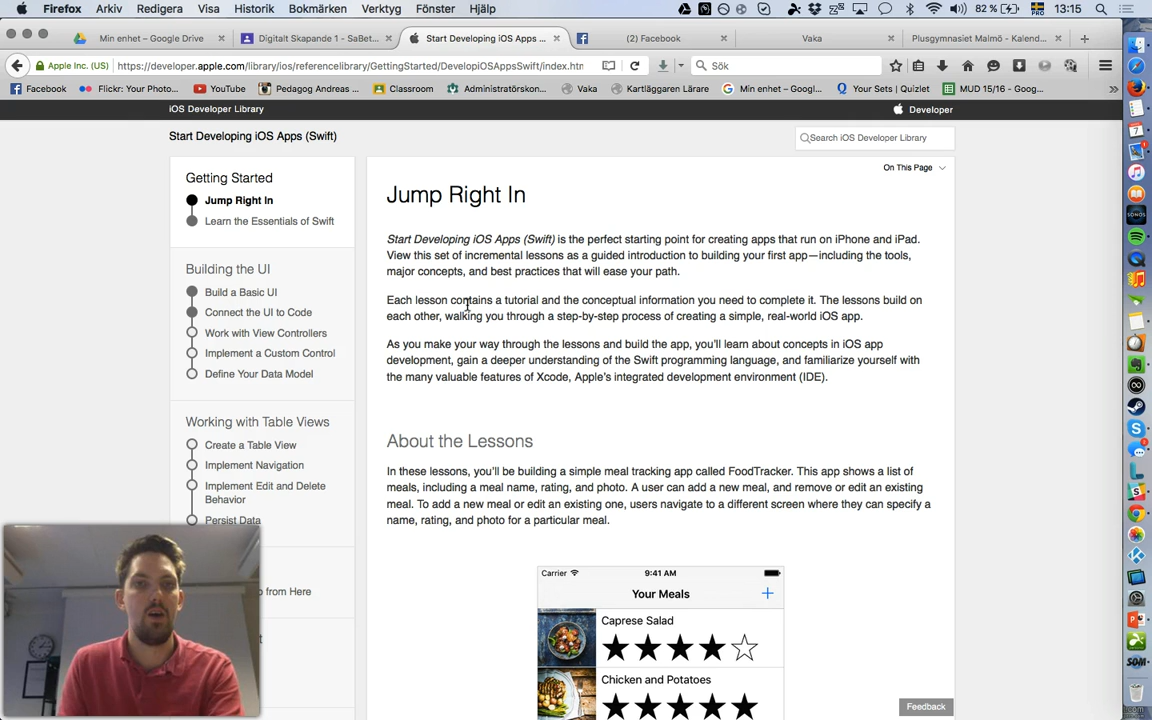 Firefox Arkiv Redigera Visa Historik Bokmärken Verktyg Fönster Hjälp 82 % 13:15
Min enhet – Google Drive × Digitalt Skapande 1 - SaBet... × Start Developing iOS Apps ... × (2) Facebook × Vaka × Plusgymnasiet Malmö - Kalend... × +
Apple Inc. (US) https://developer.apple.com/library/ios/referencelibrary/GettingStarted/DevelopiOSAppsSwift/index.htm Sök
Facebook Flickr: Your Photo... YouTube Pedagog Andreas ... Classroom Administratörskon... Vaka Kartläggaren Lärare Min enhet – Googl... Your Sets | Quizlet MUD 15/16 - Goog...
iOS Developer Library Developer
Start Developing iOS Apps (Swift) Search iOS Developer Library
On This Page
Getting Started
Jump Right In
Learn the Essentials of Swift
Building the UI
Build a Basic UI
Connect the UI to Code
Work with View Controllers
Implement a Custom Control
Define Your Data Model
Working with Table Views
Create a Table View
Implement Navigation
Implement Edit and Delete
Behavior
Persist Data
from Here
Jump Right In
Start Developing iOS Apps (Swift) is the perfect starting point for creating apps that run on iPhone and iPad.
View this set of incremental lessons as a guided introduction to building your first app—including the tools,
major concepts, and best practices that will ease your path.
Each lesson contains a tutorial and the conceptual information you need to complete it. The lessons build on
each other, walking you through a step-by-step process of creating a simple, real-world iOS app.
As you make your way through the lessons and build the app, you'll learn about concepts in iOS app
development, gain a deeper understanding of the Swift programming language, and familiarize yourself with
the many valuable features of Xcode, Apple's integrated development environment (IDE).
About the Lessons
In these lessons, you'll be building a simple meal tracking app called FoodTracker. This app shows a list of
meals, including a meal name, rating, and photo. A user can add a new meal, and remove or edit an existing
meal. To add a new meal or edit an existing one, users navigate to a different screen where they can specify a
name, rating, and photo for a particular meal.
Carrier 9:41 AM
Your Meals +
Caprese Salad
Chicken and Potatoes
Feedback